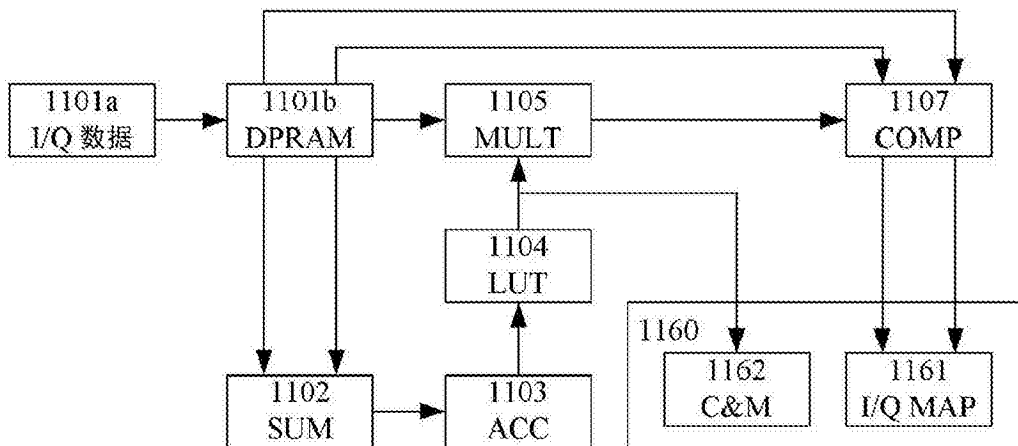 1101a
I/Q 数据
1101b
DPRAM
1105
MULT
1107
COMP
1104
LUT
1160
1102
SUM
1103
ACC
1162
C&M
1161
I/Q MAP